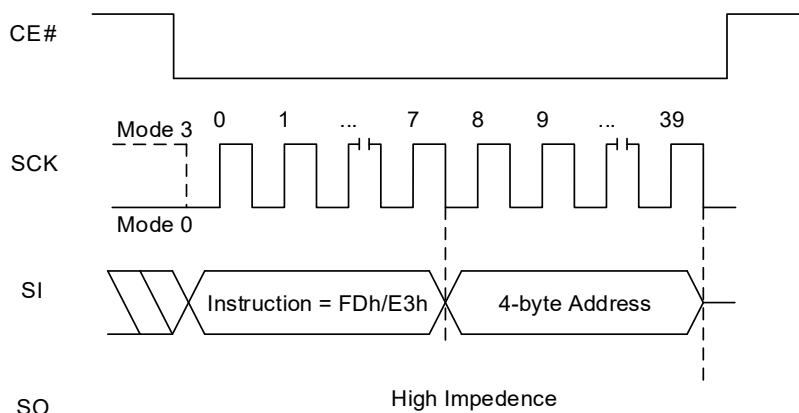 CE#
Mode 3 0 1 ... 7 8 9 ... 39
SCK
Mode 0
SI Instruction = FDh/E3h 4-byte Address
SO High Impedence